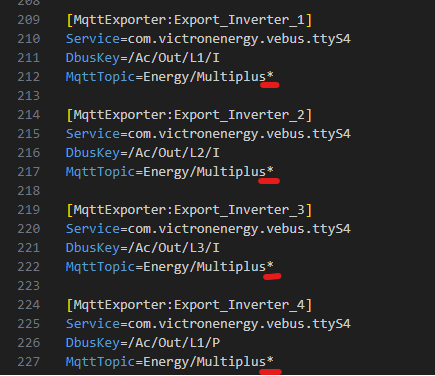 208
209 [MqttExporter:Export_Inverter_1]
210 Service=com.victronenergy.vebus.ttyS4
211 DbusKey=/Ac/Out/L1/I
212 MqttTopic=Energy/Multiplus*
213
214 [MqttExporter:Export_Inverter_2]
215 Service=com.victronenergy.vebus.ttyS4
216 DbusKey=/Ac/Out/L2/I
217 MqttTopic=Energy/Multiplus*
218
219 [MqttExporter:Export_Inverter_3]
220 Service=com.victronenergy.vebus.ttyS4
221 DbusKey=/Ac/Out/L3/I
222 MqttTopic=Energy/Multiplus*
223
224 [MqttExporter:Export_Inverter_4]
225 Service=com.victronenergy.vebus.ttyS4
226 DbusKey=/Ac/Out/L1/P
227 MqttTopic=Energy/Multiplus*